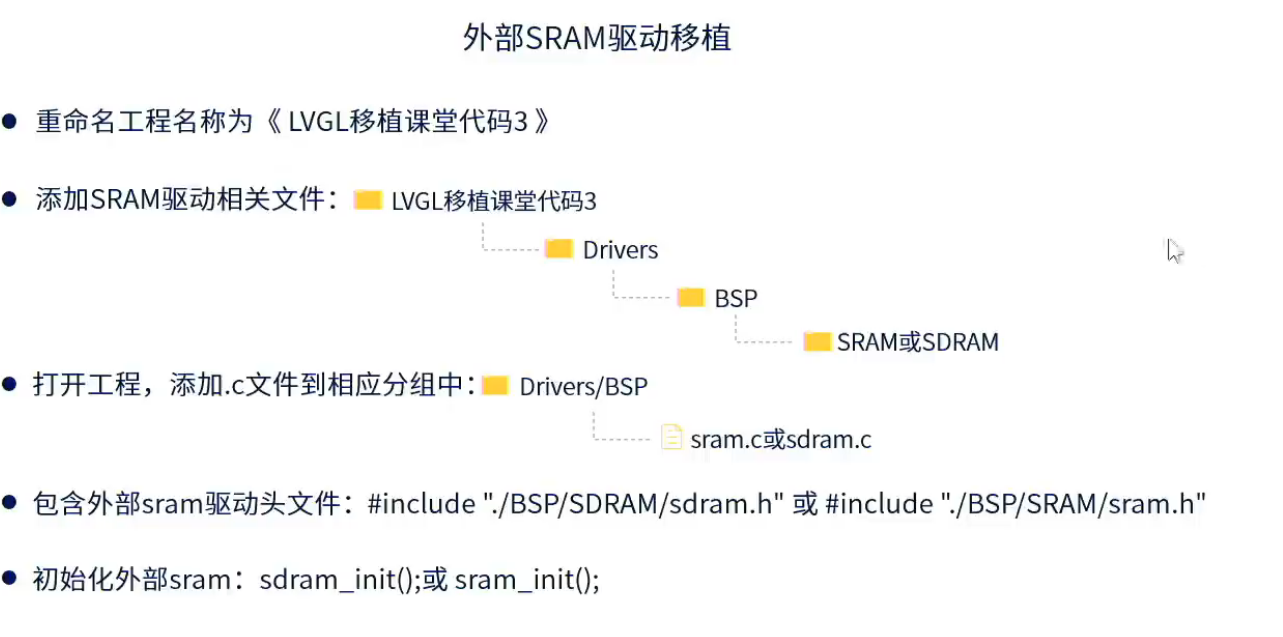 外部SRAM驱动移植
重命名工程名称为《 LVGL移植课堂代码3 》
添加SRAM驱动相关文件： LVGL移植课堂代码3
Drivers
BSP
SRAM或SDRAM
打开工程，添加.c文件到相应分组中： Drivers/BSP
sram.c或sdram.c
包含外部sram驱动头文件：#include "./BSP/SDRAM/sdram.h" 或 #include "./BSP/SRAM/sram.h"
初始化外部sram：sdram_init();或 sram_init();